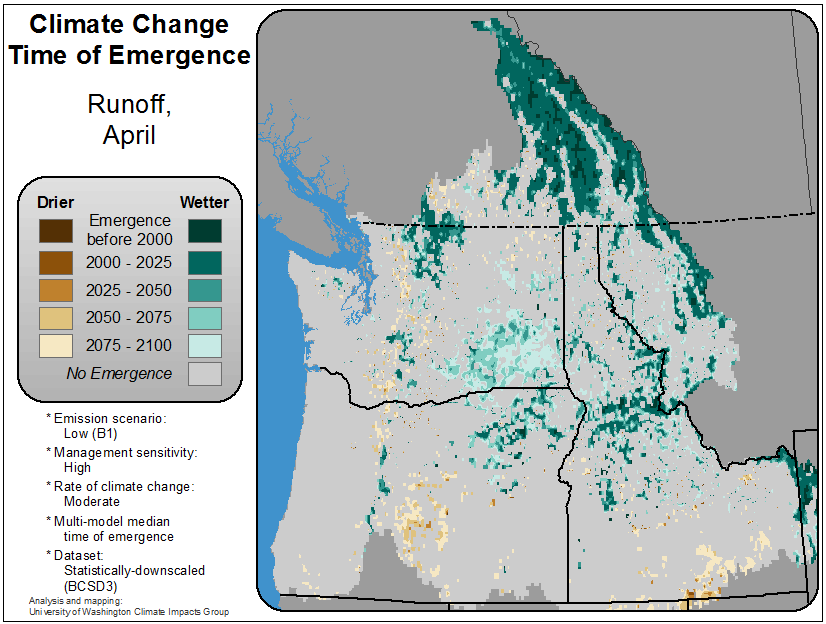 Climate Change
Time of Emergence
Runoff,
April
Drier Wetter
Emergence
before 2000
2000 - 2025
2025 - 2050
2050 - 2075
2075 - 2100
No Emergence
* Emission scenario:
Low (B1)
* Management sensitivity:
High
* Rate of climate change:
Moderate
* Multi-model median
time of emergence
* Dataset:
Statistically-downscaled
(BCSD3)
Analysis and mapping:
University of Washington Climate Impacts Group